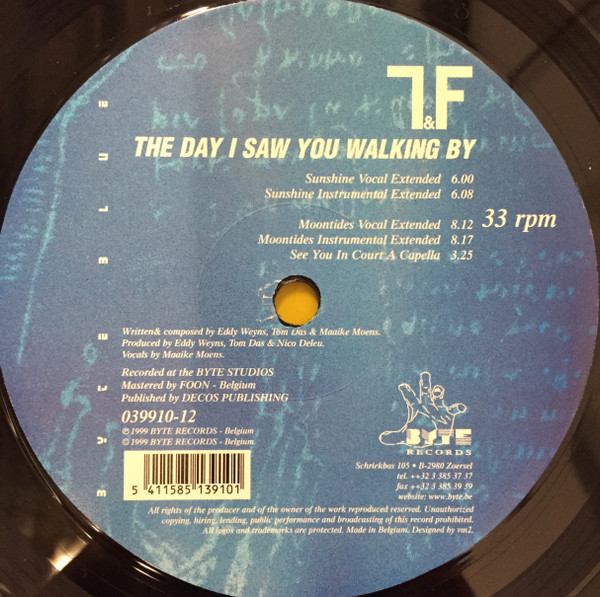 F&F
THE DAY I SAW YOU WALKING BY
Sunshine Vocal Extended 6.00
Sunshine Instrumental Extended 6.08
Moontides Vocal Extended 8.12
Moontides Instrumental Extended 8.17
See You In Court A Capella 3.25
33 rpm
Written& composed by Eddy Weyns, Tom Das & Maaike Moens.
Produced by Eddy Weyns, Tom Das & Nico Deleu.
Vocals by Maaike Moens.
Recorded at the BYTE STUDIOS
Mastered by FOON - Belgium
Published by DECOS PUBLISHING
039910-12
℗ 1999 BYTE RECORDS - Belgium
© 1999 BYTE RECORDS - Belgium
5 411585 139101
BYTE
RECORDS
Schriekbos 105 • B-2980 Zoersel
tel. ++32 3 385 37 37
fax ++32 3 385 39 39
website: www.byte.be
All rights of the producer and of the owner of the work reproduced reserved. Unauthorized
copying, hiring, lending, public performance and broadcasting of this record prohibited.
All logos and trademarks are protected. Made in Belgium. Designed by vm2.